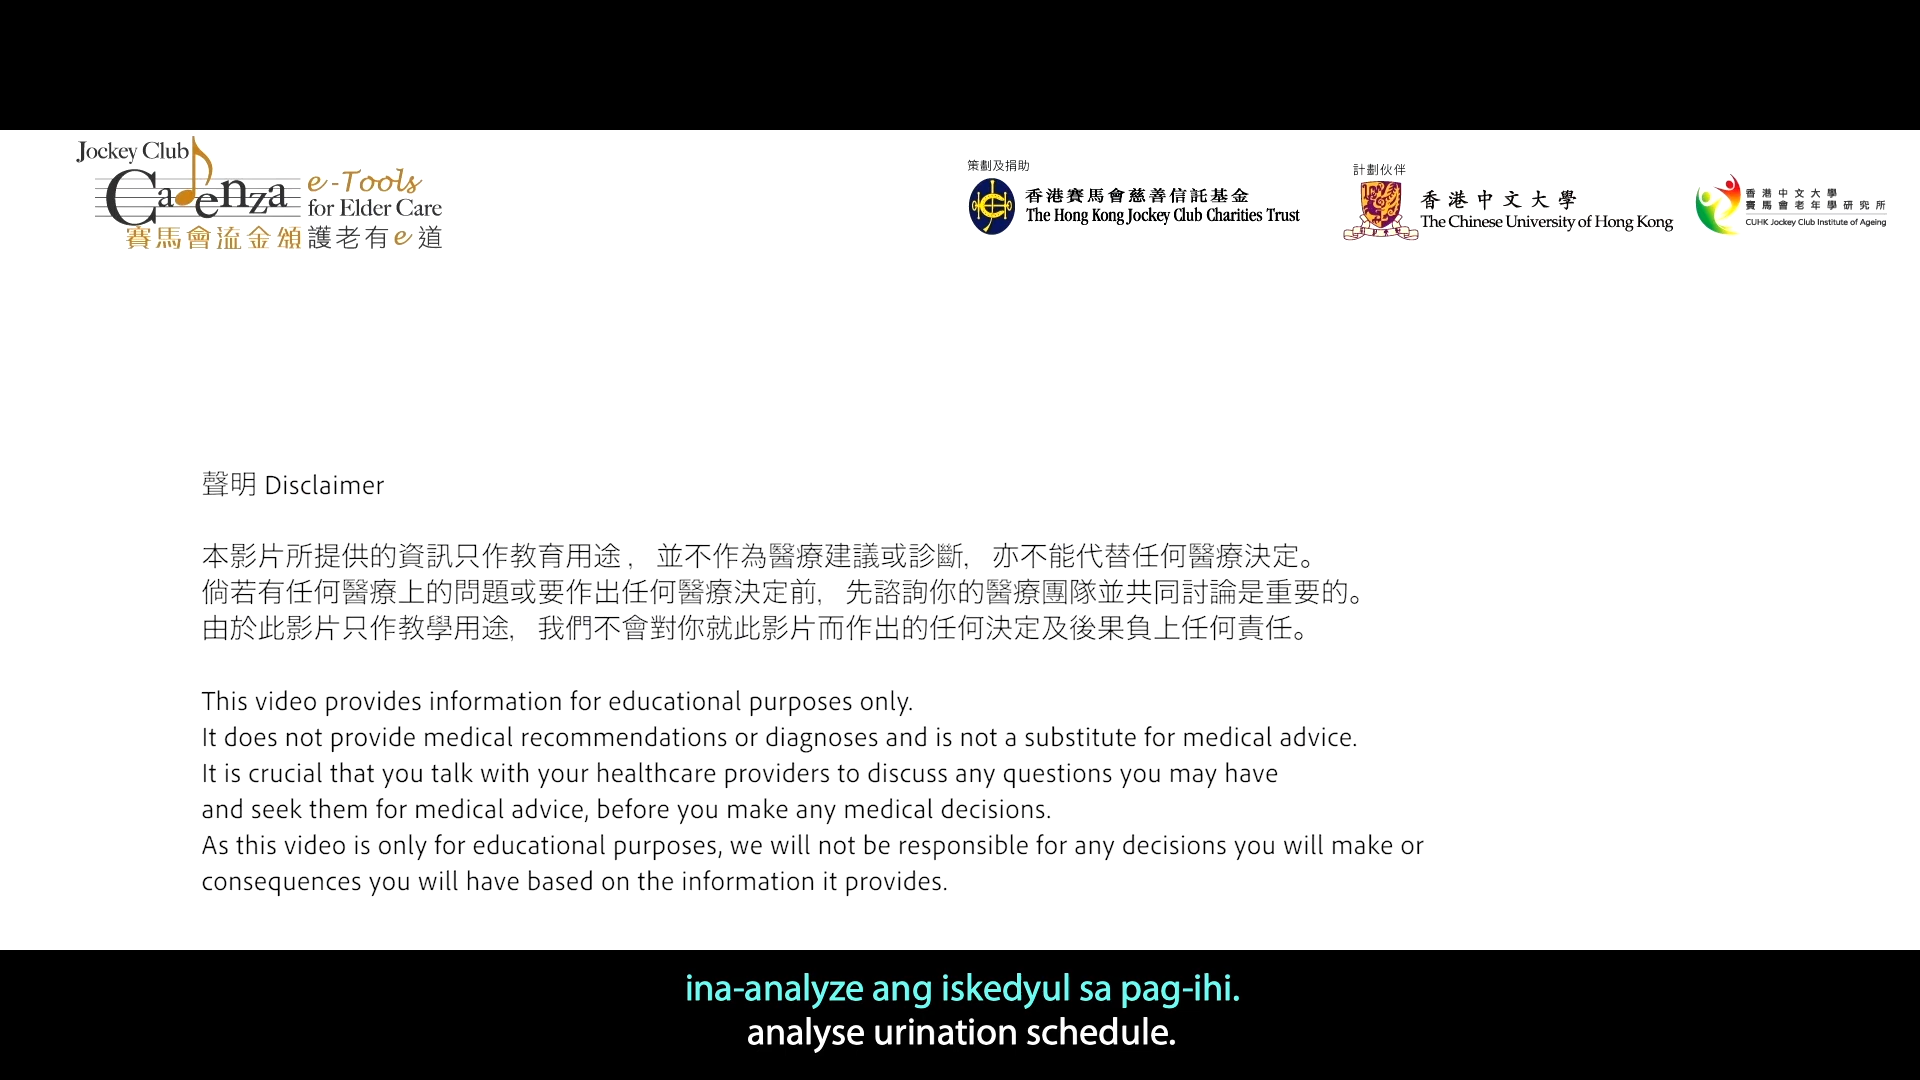 Jockey Club
Cadenza
e-Tools
for Elder Care
賽馬會流金頌護老有e道
策劃及捐助
香港賽馬會慈善信託基金
The Hong Kong Jockey Club Charities Trust
計劃伙伴
香港中文大學
The Chinese University of Hong Kong
香港中文大學
賽馬會老年學研究所
CUHK Jockey Club Institute of Ageing
聲明 Disclaimer
本影片所提供的資訊只作教育用途，並不作為醫療建議或診斷，亦不能代替任何醫療決定。
倘若有任何醫療上的問題或要作出任何醫療決定前，先諮詢你的醫療團隊並共同討論是重要的。
由於此影片只作教學用途，我們不會對你就此影片而作出的任何決定及後果負上任何責任。
This video provides information for educational purposes only.
It does not provide medical recommendations or diagnoses and is not a substitute for medical advice.
It is crucial that you talk with your healthcare providers to discuss any questions you may have
and seek them for medical advice, before you make any medical decisions.
As this video is only for educational purposes, we will not be responsible for any decisions you will make or
consequences you will have based on the information it provides.
ina-analyze ang iskedyul sa pag-ihi.
analyse urination schedule.